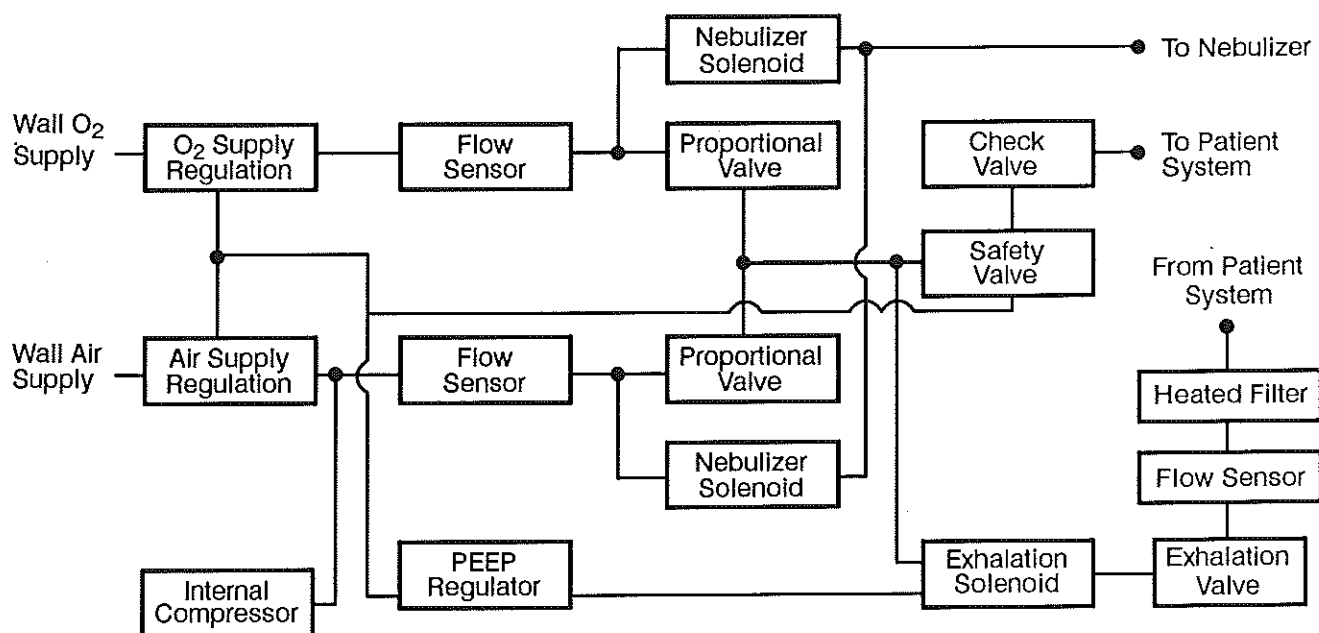 Nebulizer
Solenoid
To Nebulizer
Wall O₂
Supply
O₂ Supply
Regulation
Flow
Sensor
Proportional
Valve
Check
Valve
To Patient
System
Safety
Valve
From Patient
System
Wall Air
Supply
Air Supply
Regulation
Flow
Sensor
Proportional
Valve
Heated Filter
Nebulizer
Solenoid
Flow Sensor
Internal
Compressor
PEEP
Regulator
Exhalation
Solenoid
Exhalation
Valve